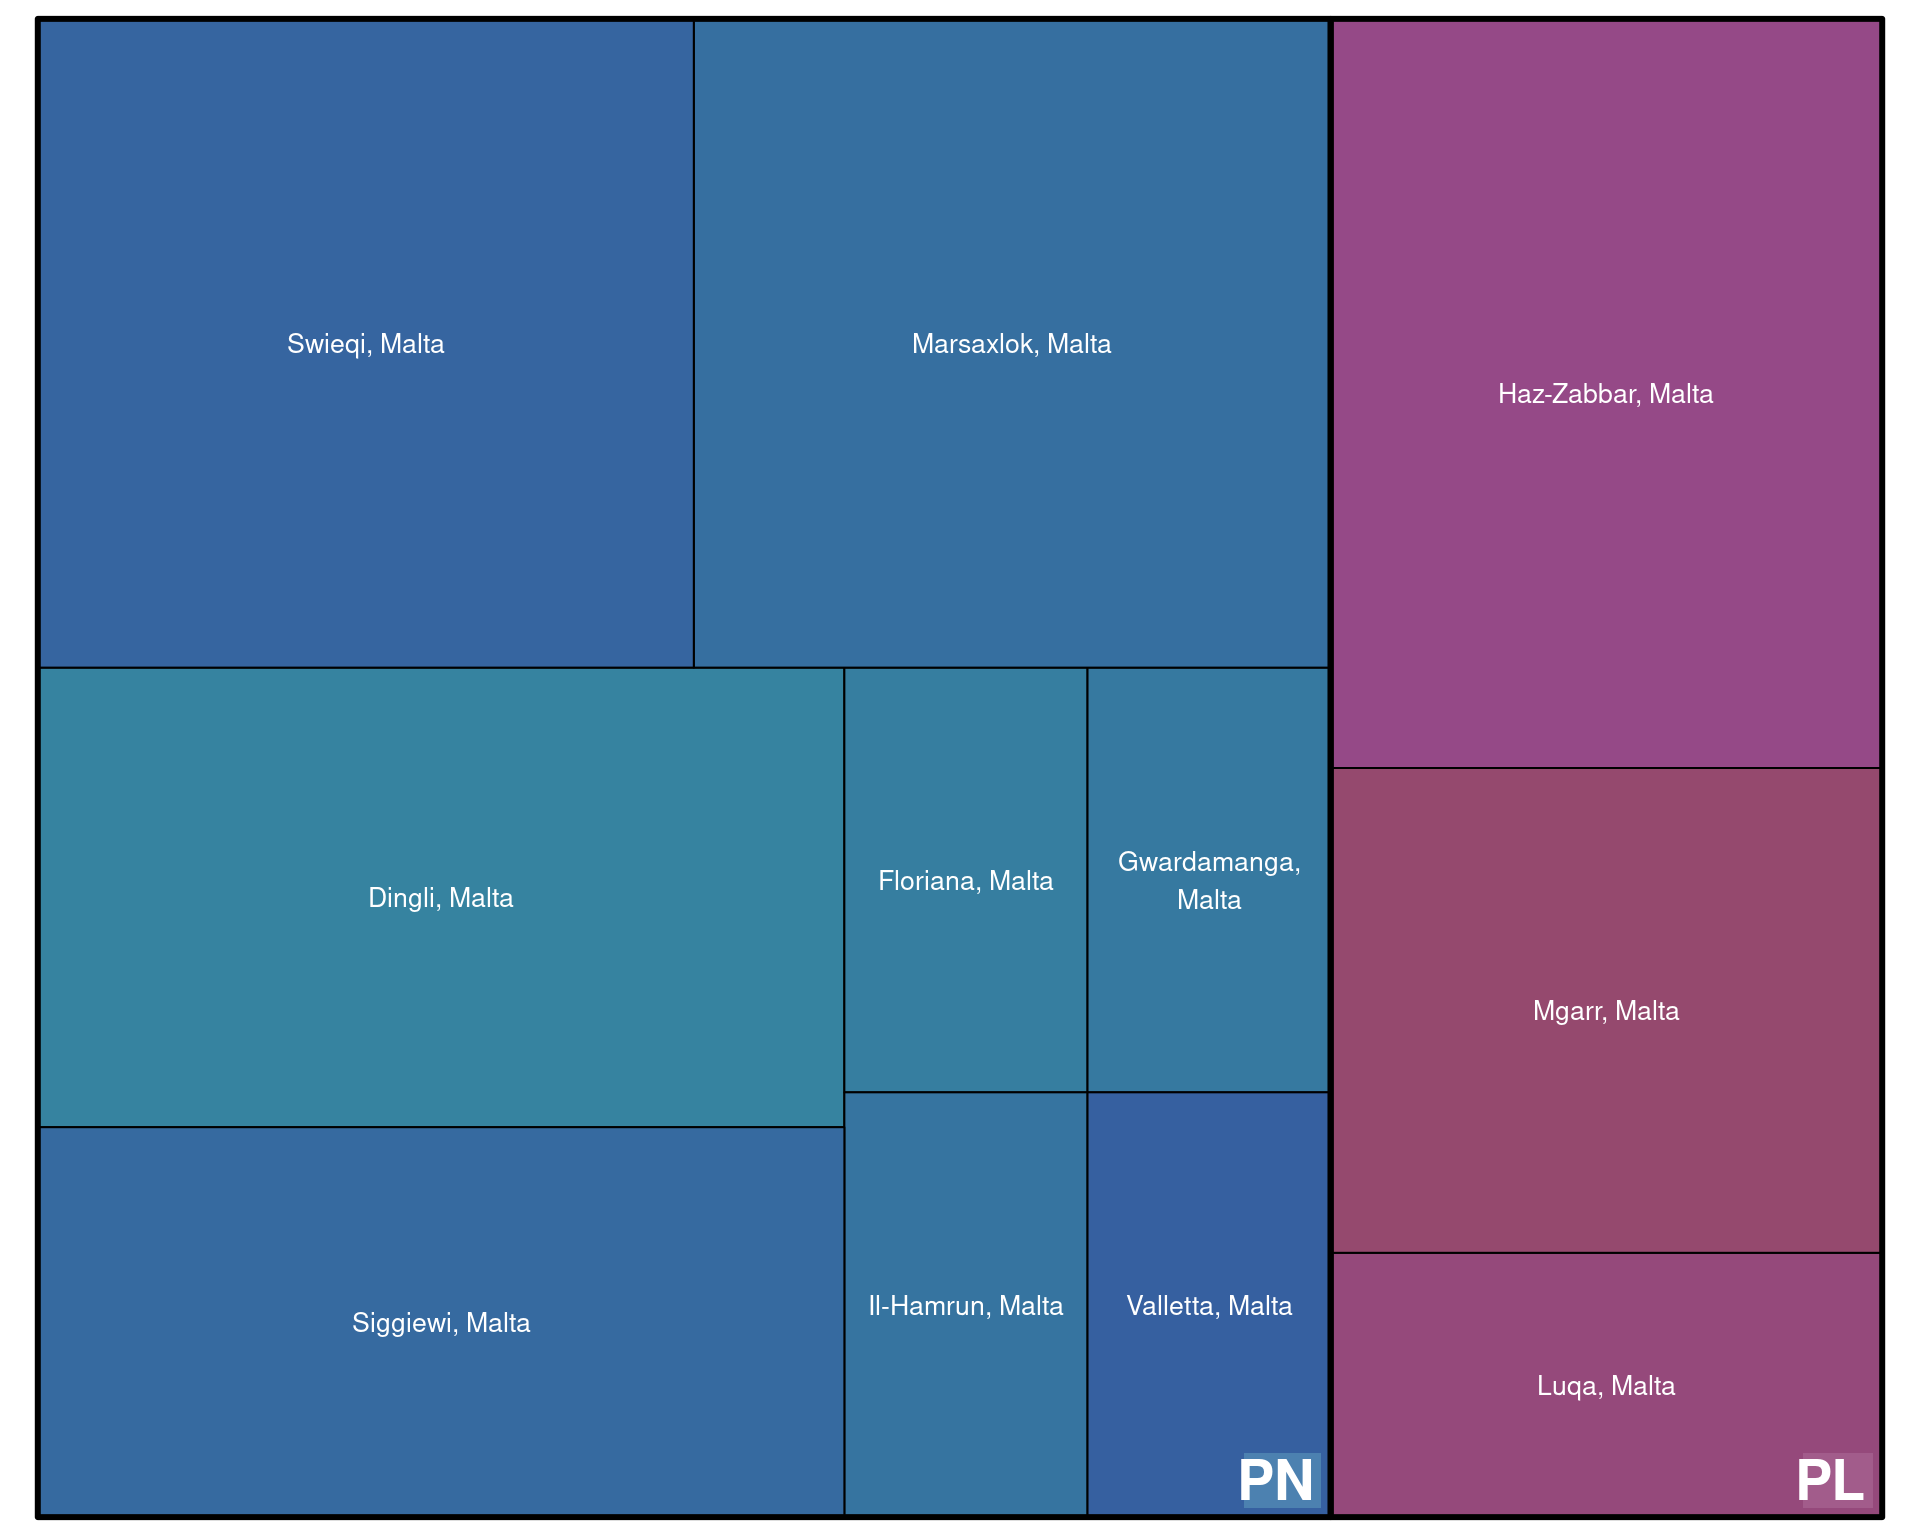 Swieqi, Malta
Marsaxlok, Malta
Haz-Zabbar, Malta
Dingli, Malta
Floriana, Malta
Gwardamanga,
Malta
Mgarr, Malta
Siggiewi, Malta
Il-Hamrun, Malta
Valletta, Malta
Luqa, Malta
PN
PL